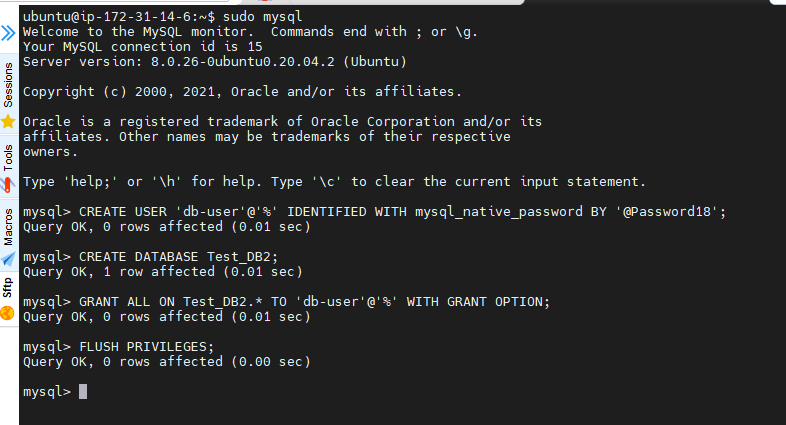 ubuntu@ip-172-31-14-6:~$ sudo mysql
Welcome to the MySQL monitor.  Commands end with ; or \g.
Your MySQL connection id is 15
Server version: 8.0.26-0ubuntu0.20.04.2 (Ubuntu)
Copyright (c) 2000, 2021, Oracle and/or its affiliates.
Oracle is a registered trademark of Oracle Corporation and/or its
affiliates. Other names may be trademarks of their respective
owners.
Type 'help;' or '\h' for help. Type '\c' to clear the current input statement.
mysql> CREATE USER 'db-user'@'%' IDENTIFIED WITH mysql_native_password BY '@Password18';
Query OK, 0 rows affected (0.01 sec)
mysql> CREATE DATABASE Test_DB2;
Query OK, 1 row affected (0.01 sec)
mysql> GRANT ALL ON Test_DB2.* TO 'db-user'@'%' WITH GRANT OPTION;
Query OK, 0 rows affected (0.01 sec)
mysql> FLUSH PRIVILEGES;
Query OK, 0 rows affected (0.00 sec)
mysql>
Sessions
Tools
Macros
Sftp